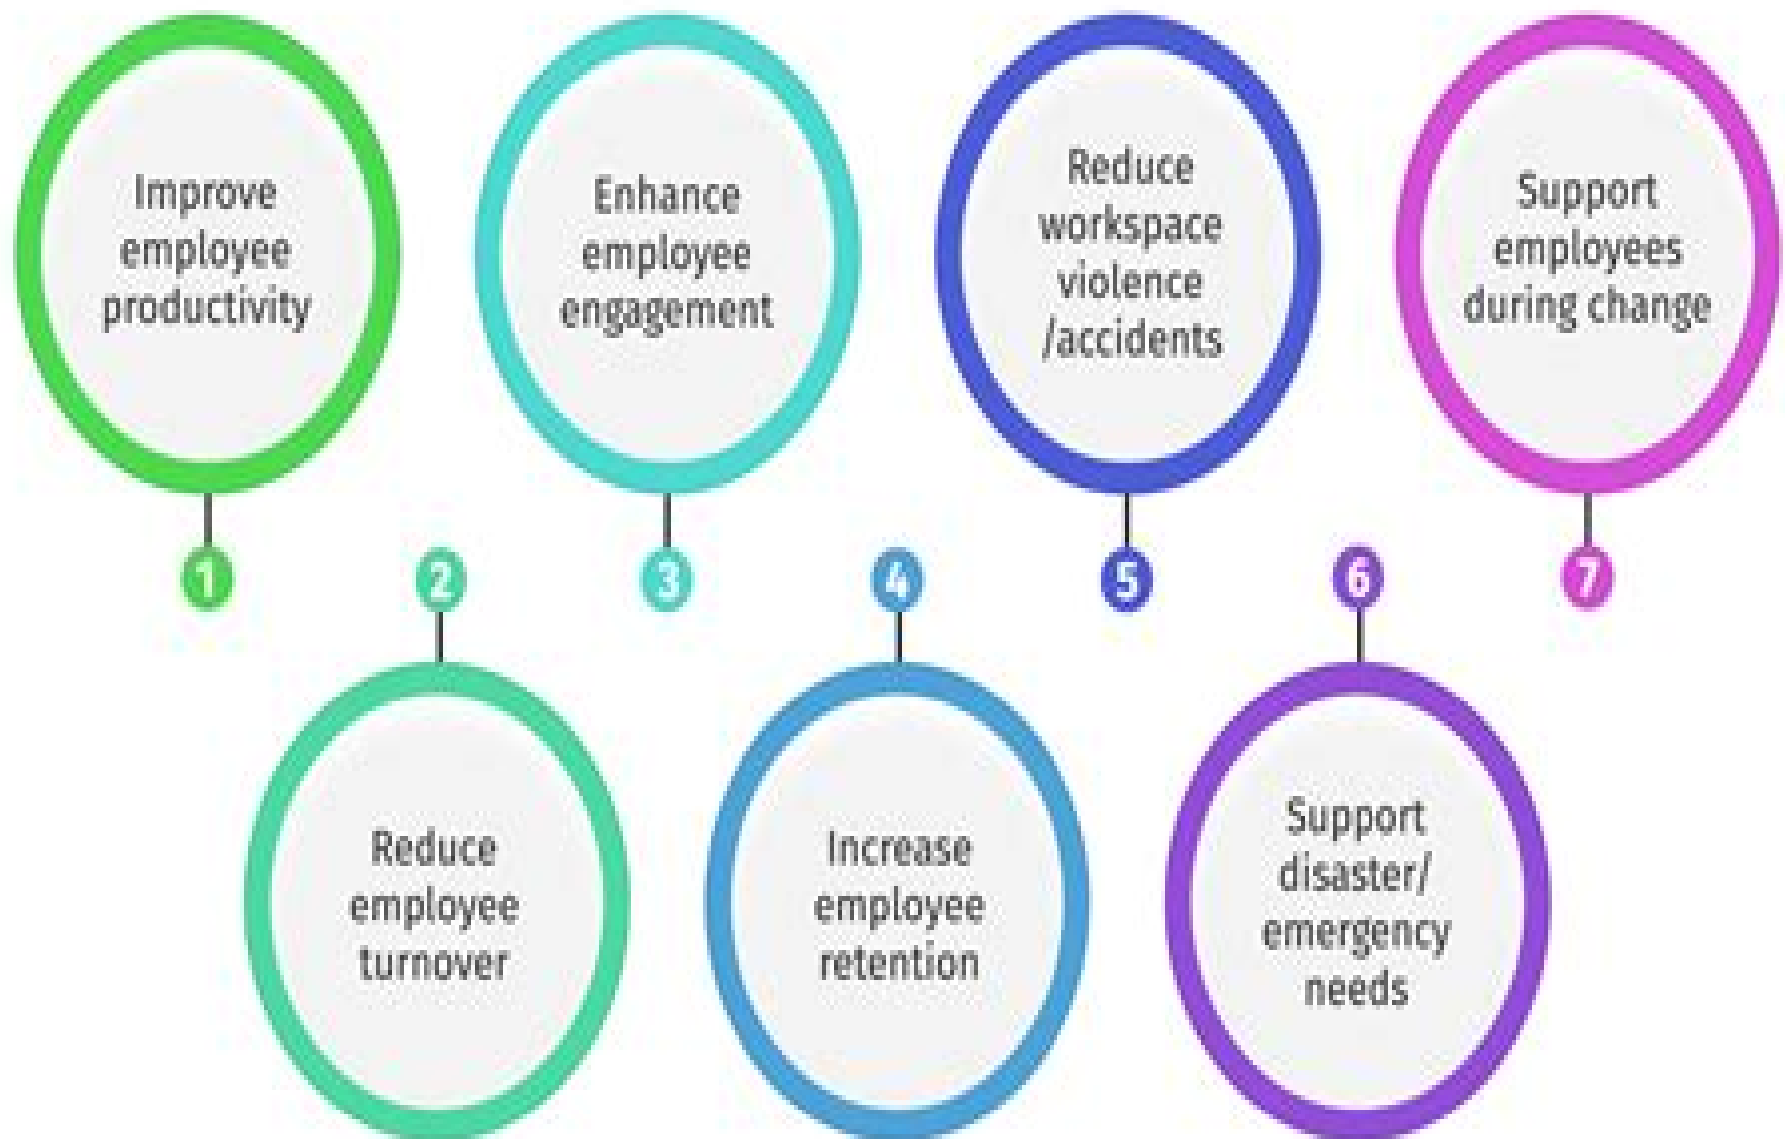 Improve
employee
productivity
1
2
Reduce
employee
turnover
Enhance
employee
engagement
3
4
Increase
employee
retention
Reduce
workspace
violence
/accidents
5
6
Support
disaster/
emergency
needs
Support
employees
during change
7